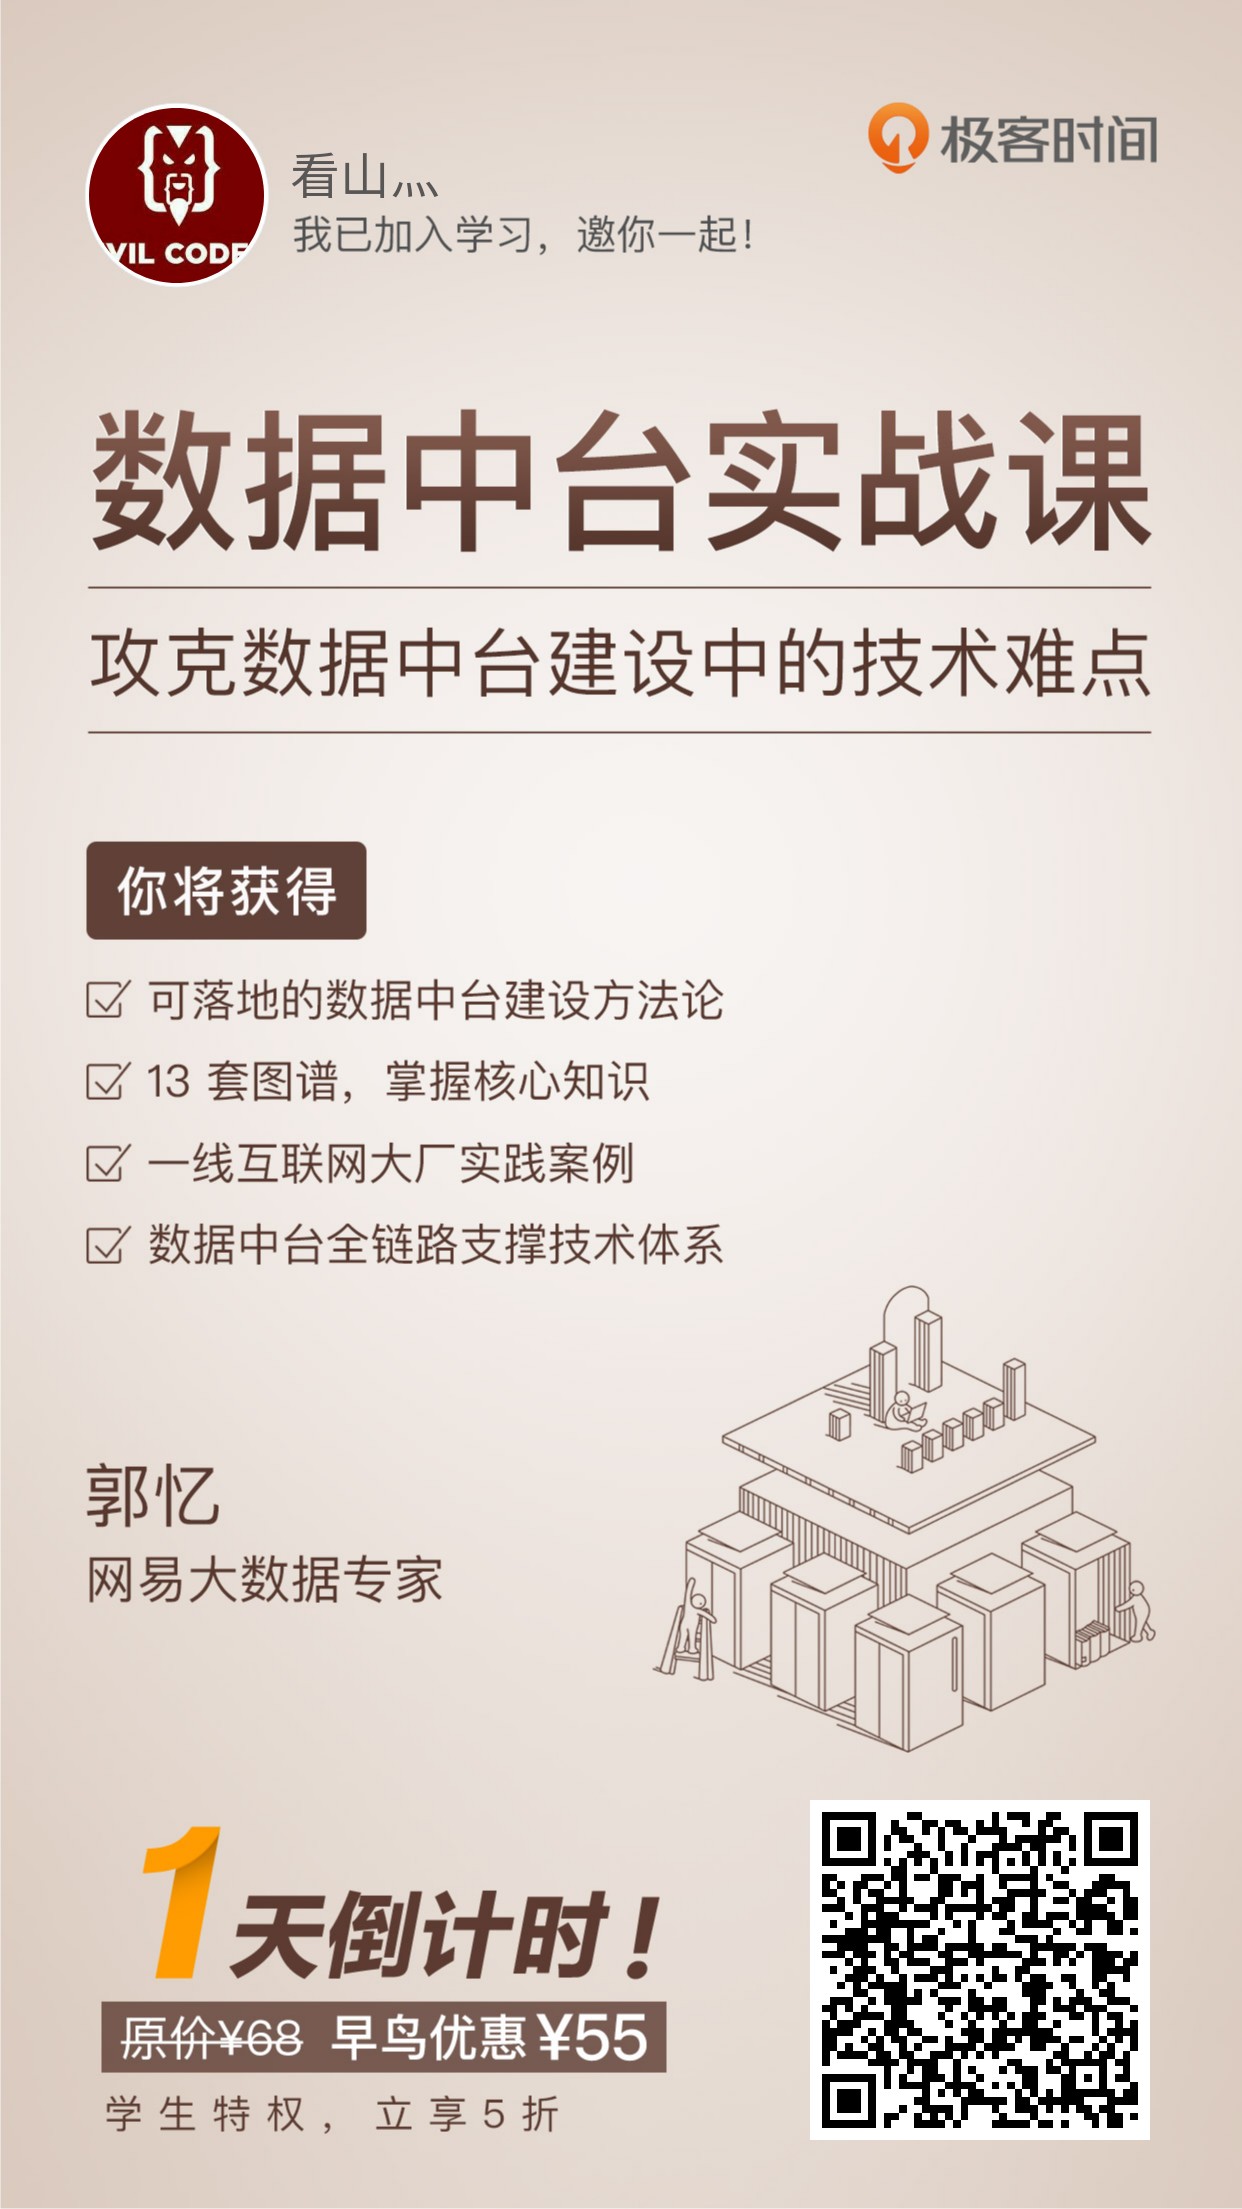 看山灬
我已加入学习，邀你一起！
极客时间
VIL CODE
数据中台实战课
攻克数据中台建设中的技术难点
你将获得
可落地的数据中台建设方法论
13 套图谱，掌握核心知识
一线互联网大厂实践案例
数据中台全链路支撑技术体系
郭忆
网易大数据专家
1天倒计时！
原价¥68 早鸟优惠¥55
学生特权，立享5折